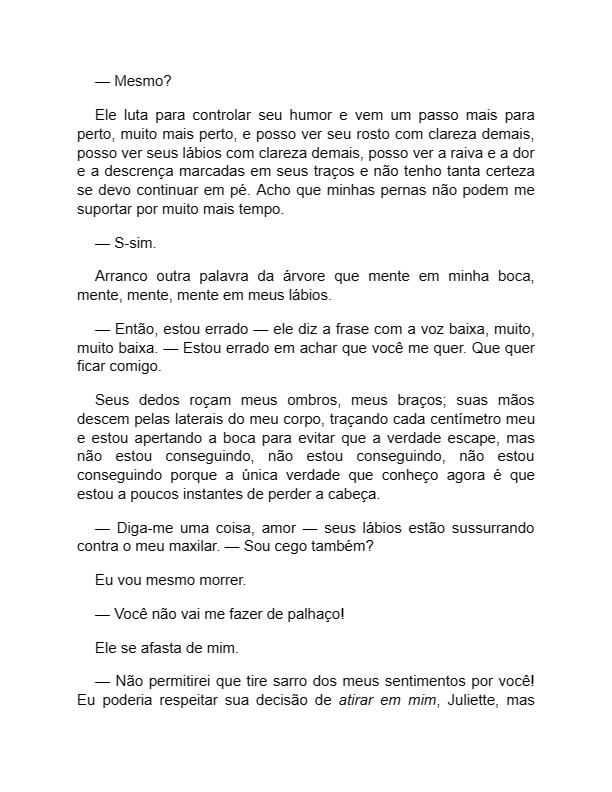 — Mesmo?
Ele luta para controlar seu humor e vem um passo mais para
perto, muito mais perto, e posso ver seu rosto com clareza demais,
posso ver seus lábios com clareza demais, posso ver a raiva e a dor
e a descrença marcadas em seus traços e não tenho tanta certeza
se devo continuar em pé. Acho que minhas pernas não podem me
suportar por muito mais tempo.
— S-sim.
Arranco outra palavra da árvore que mente em minha boca,
mente, mente, mente em meus lábios.
— Então, estou errado — ele diz a frase com a voz baixa, muito,
muito baixa. — Estou errado em achar que você me quer. Que quer
ficar comigo.
Seus dedos roçam meus ombros, meus braços; suas mãos
descem pelas laterais do meu corpo, traçando cada centímetro meu
e estou apertando a boca para evitar que a verdade escape, mas
não estou conseguindo, não estou conseguindo, não estou
conseguindo porque a única verdade que conheço agora é que
estou a poucos instantes de perder a cabeça.
— Diga-me uma coisa, amor — seus lábios estão sussurrando
contra o meu maxilar. — Sou cego também?
Eu vou mesmo morrer.
— Você não vai me fazer de palhaço!
Ele se afasta de mim.
— Não permitirei que tire sarro dos meus sentimentos por você!
Eu poderia respeitar sua decisão de atirar em mim, Juliette, mas